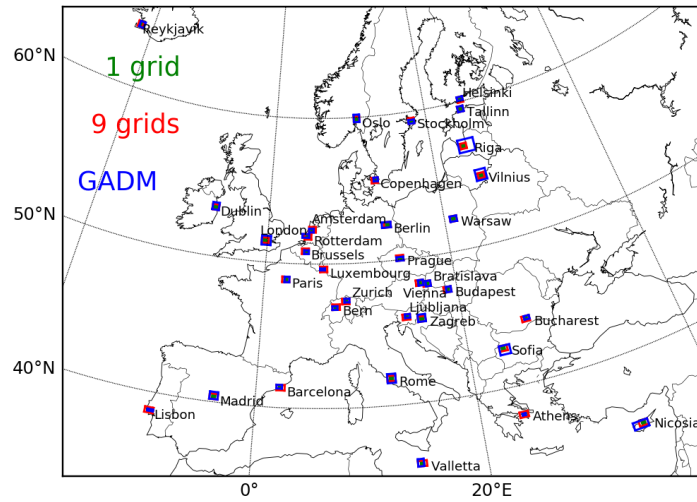 Reykjavik
60°N
1 grid
Helsinki
9 grids
Tallinn
Oslo
Stockholm
Riga
GADM
Copenhagen
Vilnius
50°N
Dublin
Amsterdam
Warsaw
London
Berlin
Rotterdam
Brussels
Prague
Luxembourg
Bratislava
Paris
Zurich
Vienna
Budapest
Bern
Ljubljana
Zagreb
Bucharest
40°N
Sofia
Rome
Barcelona
Madrid
Lisbon
Athens
Nicosia
Valletta
0°
20°E